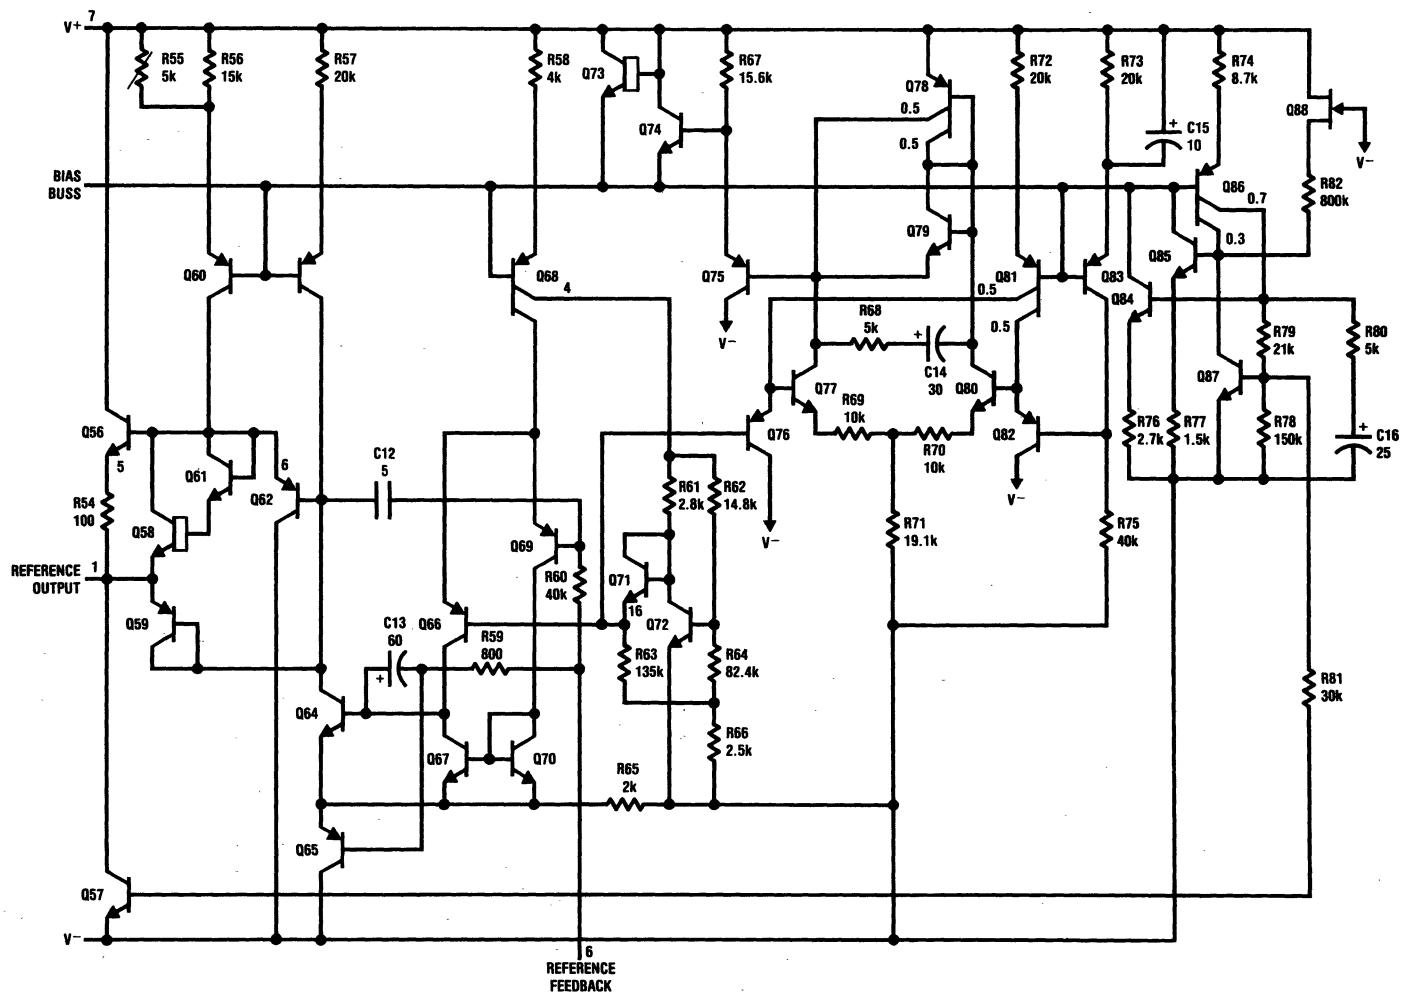 V+ 7
R55
5k
R56
15k
R57
20k
R58
4k
Q73
Q74
R67
15.6k
Q78
0.5
0.5
R72
20k
R73
20k
C15
10
+
R74
8.7k
Q88
V−
BIAS
BUSS
Q86
0.7
0.3
R82
800k
Q60
Q68
4
Q75
V−
Q79
Q81
0.5
0.5
Q83
Q85
Q84
R68
5k
+
C14
30
R79
21k
R80
5k
Q77
Q80
Q87
R69
10k
R70
10k
Q76
V−
Q82
V−
R76
2.7k
R77
1.5k
R78
150k
+
C16
25
Q56
5
Q61
6
Q62
C12
5
R54
100
Q58
R61
2.8k
R62
14.8k
R71
19.1k
R75
40k
REFERENCE
OUTPUT
1
Q69
R60
40k
Q71
16
Q72
Q59
C13
60
+
Q66
R59
800
R63
135k
R64
82.4k
R81
30k
Q64
Q67
Q70
R66
2.5k
R65
2k
Q65
Q57
V−
6
REFERENCE
FEEDBACK